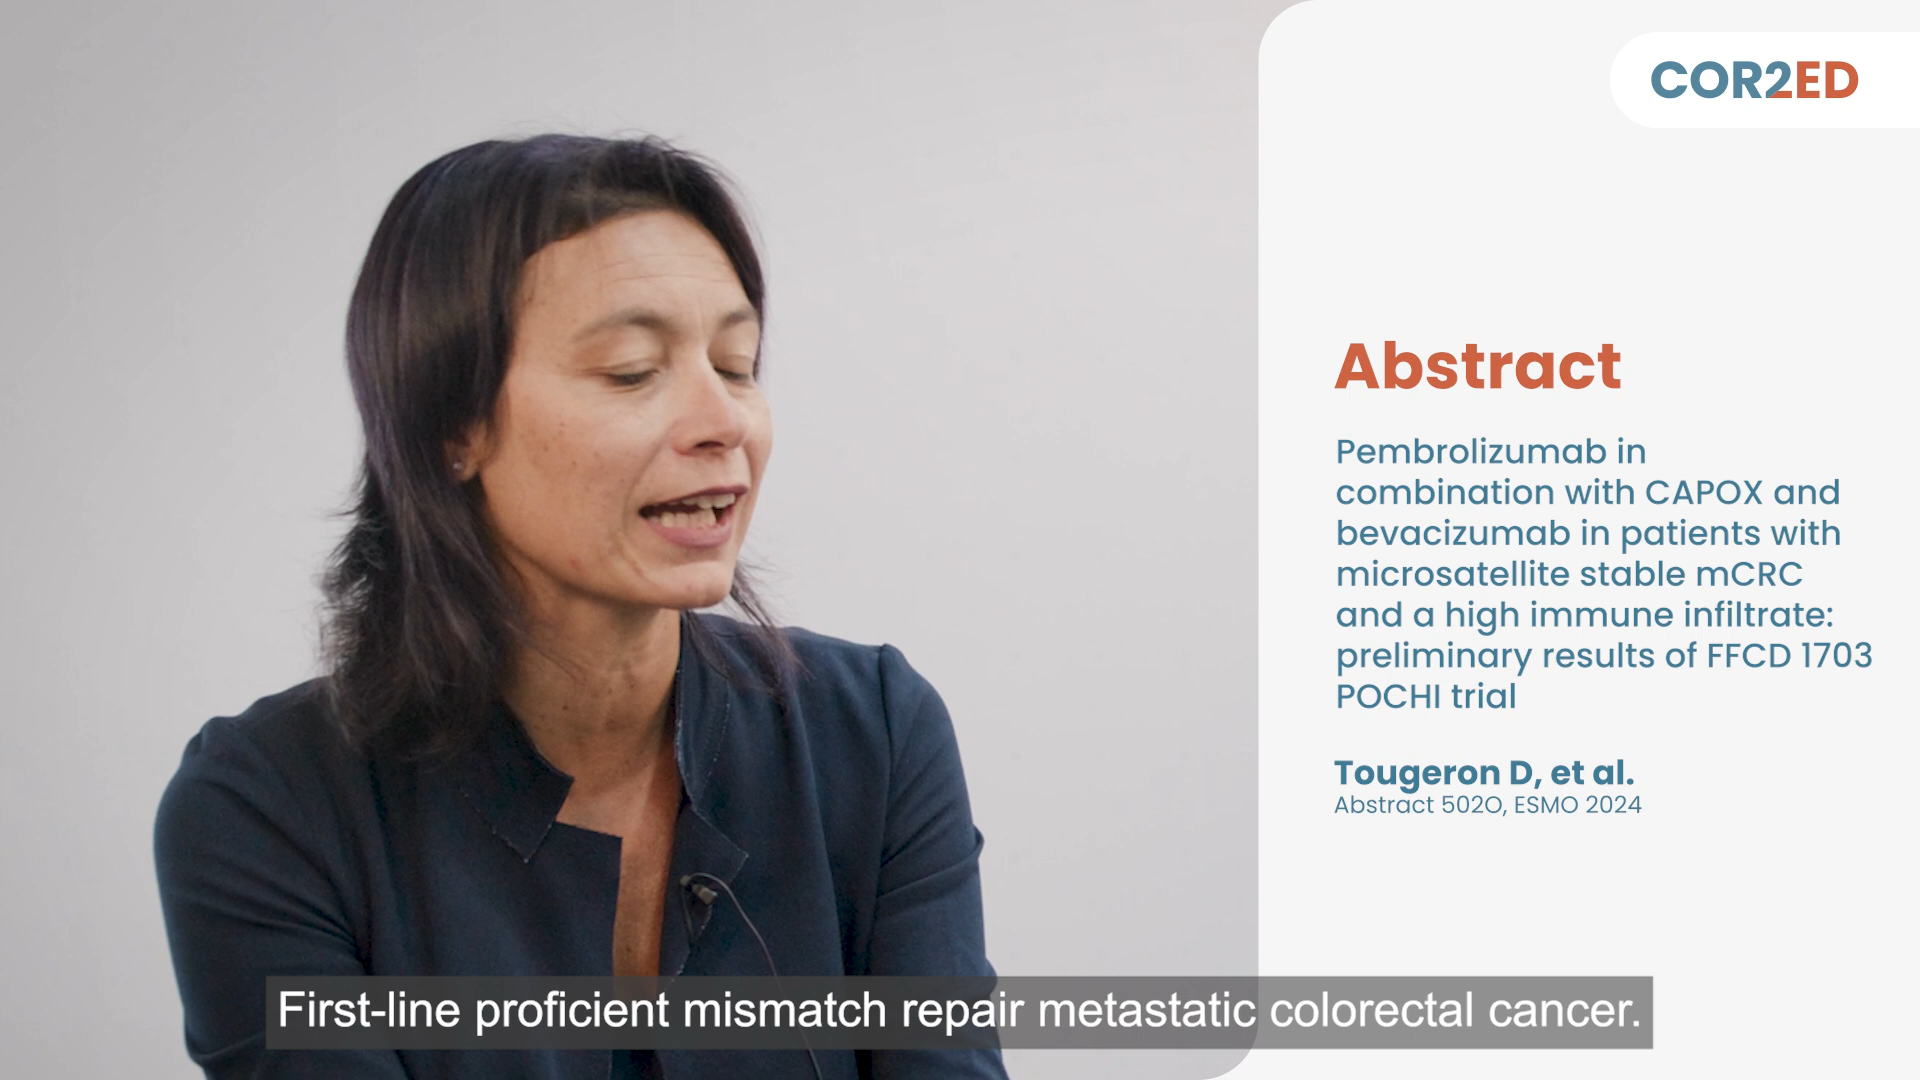 COR2ED
Abstract
Pembrolizumab in
combination with CAPOX and
bevacizumab in patients with
microsatellite stable mCRC
and a high immune infiltrate:
preliminary results of FFCD 1703
POCHI trial
Tougeron D, et al.
Abstract 502O, ESMO 2024
First-line proficient mismatch repair metastatic colorectal cancer.